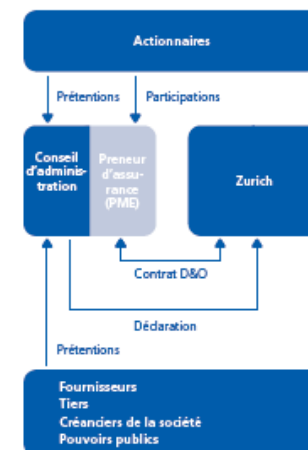 Actionnaires
Prétentions
Participations
Conseil
d'adminis-
tration
Preneur
d'assu-
rance
(PME)
Zurich
Contrat D&O
Déclaration
Prétentions
Fournisseurs
Tiers
Créanciers de la société
Pouvoirs publics